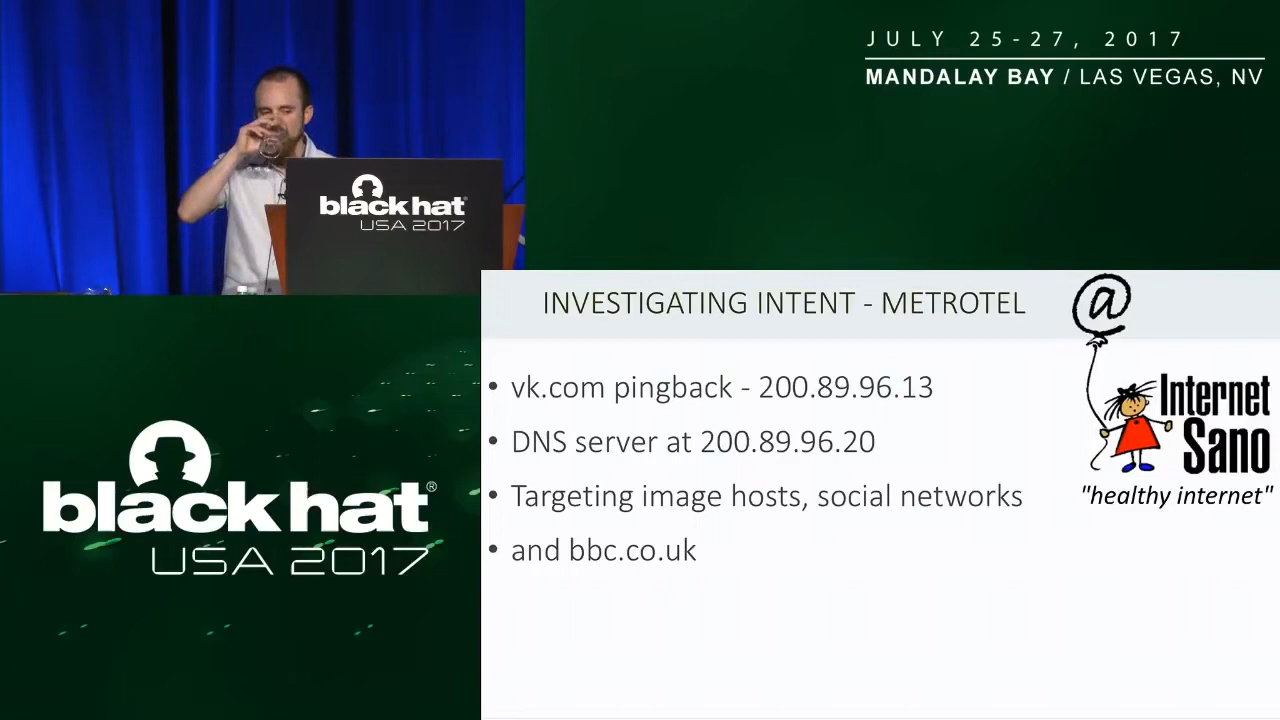 JULY 25-27, 2017
MANDALAY BAY / LAS VEGAS, NV
black hat®
USA 2017
INVESTIGATING INTENT - METROTEL
@
• vk.com pingback - 200.89.96.13
• DNS server at 200.89.96.20
• Targeting image hosts, social networks
• and bbc.co.uk
Internet
Sano
"healthy internet"
black hat®
USA 2017